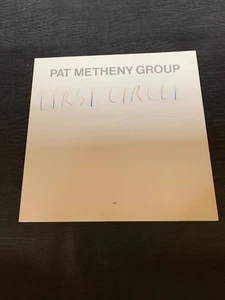 PAT METHENY GROUP
FIRST CIRCLE